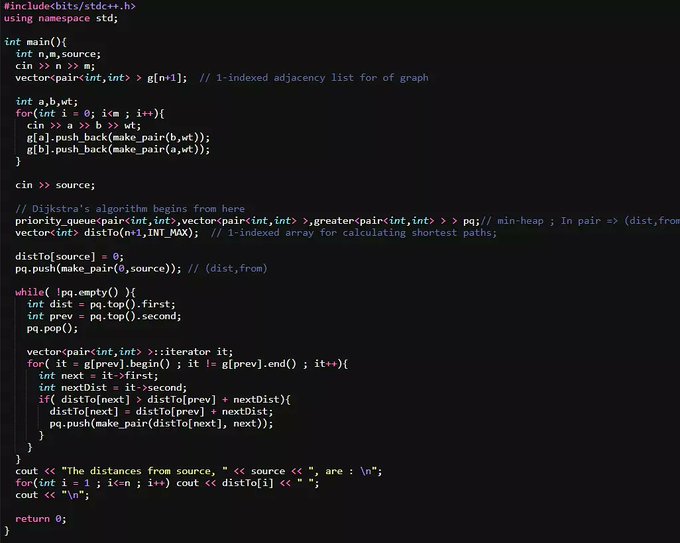 #include<bits/stdc++.h>
using namespace std;

int main(){
  int n,m,source;
  cin >> n >> m;
  vector<pair<int,int> > g[n+1];  // 1-indexed adjacency list for of graph

  int a,b,wt;
  for(int i = 0; i<m ; i++){
    cin >> a >> b >> wt;
    g[a].push_back(make_pair(b,wt));
    g[b].push_back(make_pair(a,wt));
  }

  cin >> source;

  // Dijkstra's algorithm begins from here
  priority_queue<pair<int,int>,vector<pair<int,int> >,greater<pair<int,int> > > pq;// min-heap ; In pair => (dist,from
  vector<int> distTo(n+1,INT_MAX);  // 1-indexed array for calculating shortest paths;

  distTo[source] = 0;
  pq.push(make_pair(0,source)); // (dist,from)

  while( !pq.empty() ){
    int dist = pq.top().first;
    int prev = pq.top().second;
    pq.pop();

    vector<pair<int,int> >::iterator it;
    for( it = g[prev].begin() ; it != g[prev].end() ; it++){
      int next = it->first;
      int nextDist = it->second;
      if( distTo[next] > distTo[prev] + nextDist){
        distTo[next] = distTo[prev] + nextDist;
        pq.push(make_pair(distTo[next], next));
      }
    }
  }
  cout << "The distances from source, " << source << ", are : \n";
  for(int i = 1 ; i<=n ; i++) cout << distTo[i] << " ";
  cout << "\n";

  return 0;
}